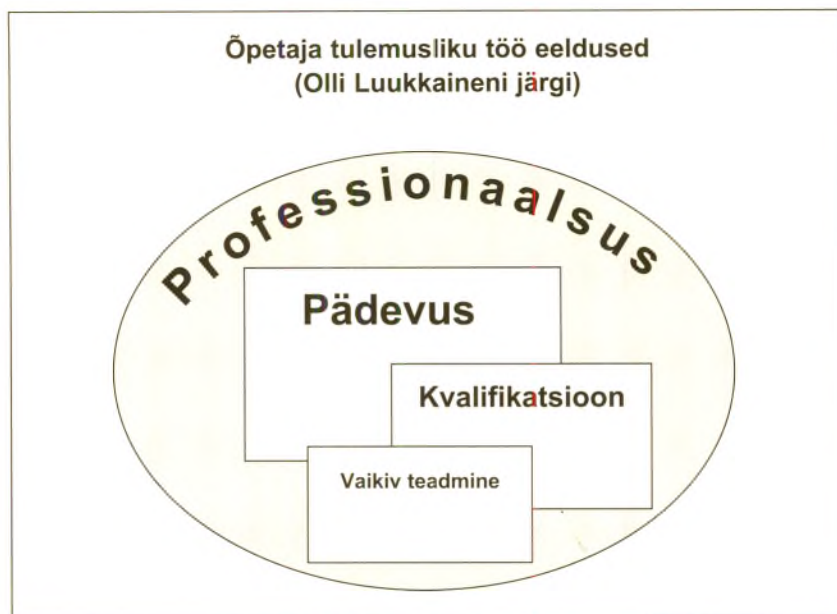 Õpetaja tulemusliku töö eeldused
(Olli Luukkaineni järgi)
Professionaalsus
Pädevus
Kvalifikatsioon
Vaikiv teadmine